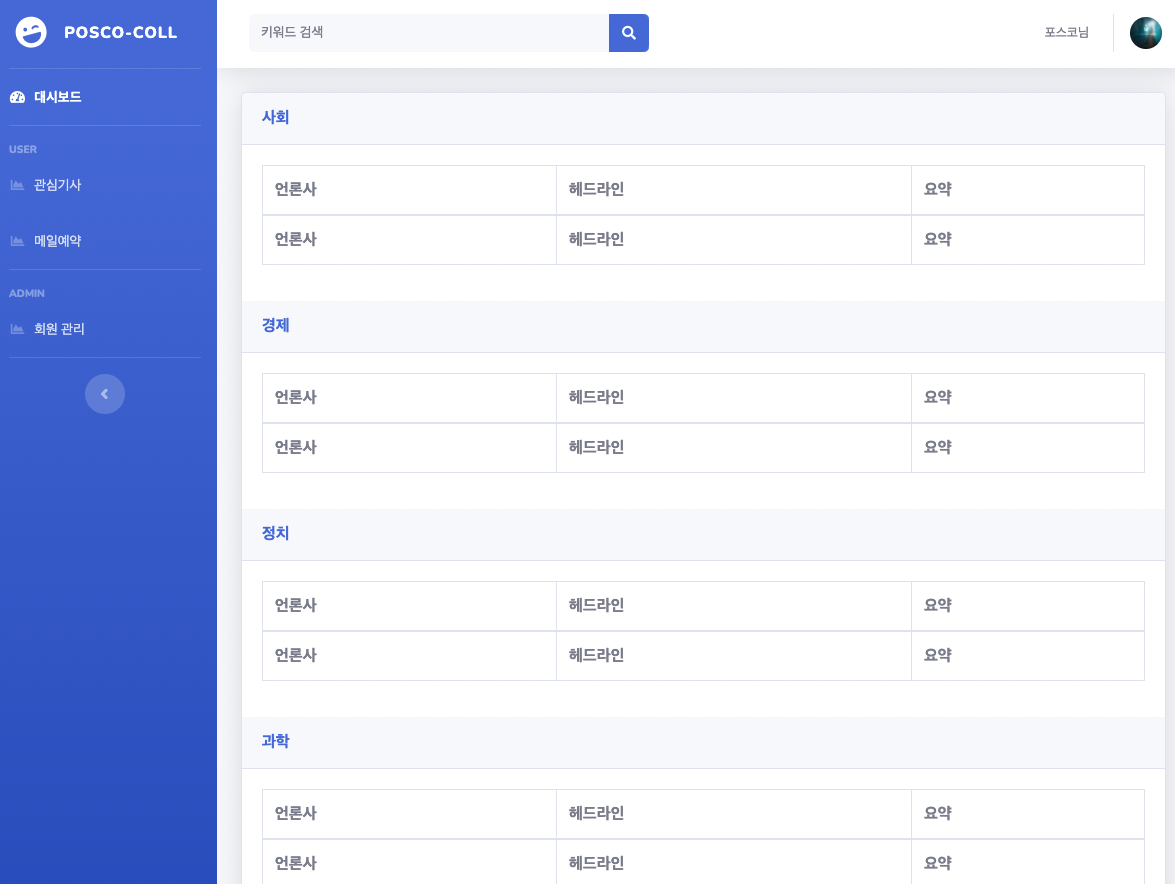 POSCO-COLL
대시보드
USER
관심기사
메일예약
ADMIN
회원 관리
키워드 검색
포스코님
사회
언론사 헤드라인 요약
언론사 헤드라인 요약
경제
언론사 헤드라인 요약
언론사 헤드라인 요약
정치
언론사 헤드라인 요약
언론사 헤드라인 요약
과학
언론사 헤드라인 요약
언론사 헤드라인 요약